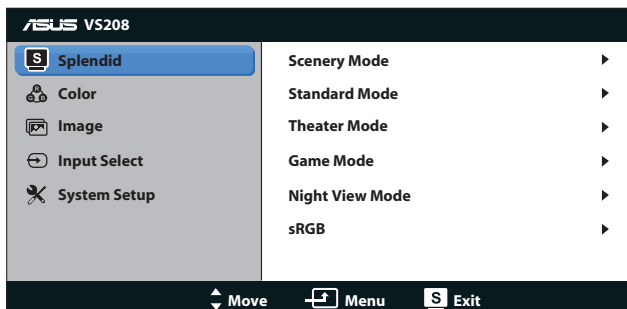 ASUS VS208
S Splendid
Color
Image
Input Select
System Setup
Scenery Mode
Standard Mode
Theater Mode
Game Mode
Night View Mode
sRGB
Move Menu S Exit